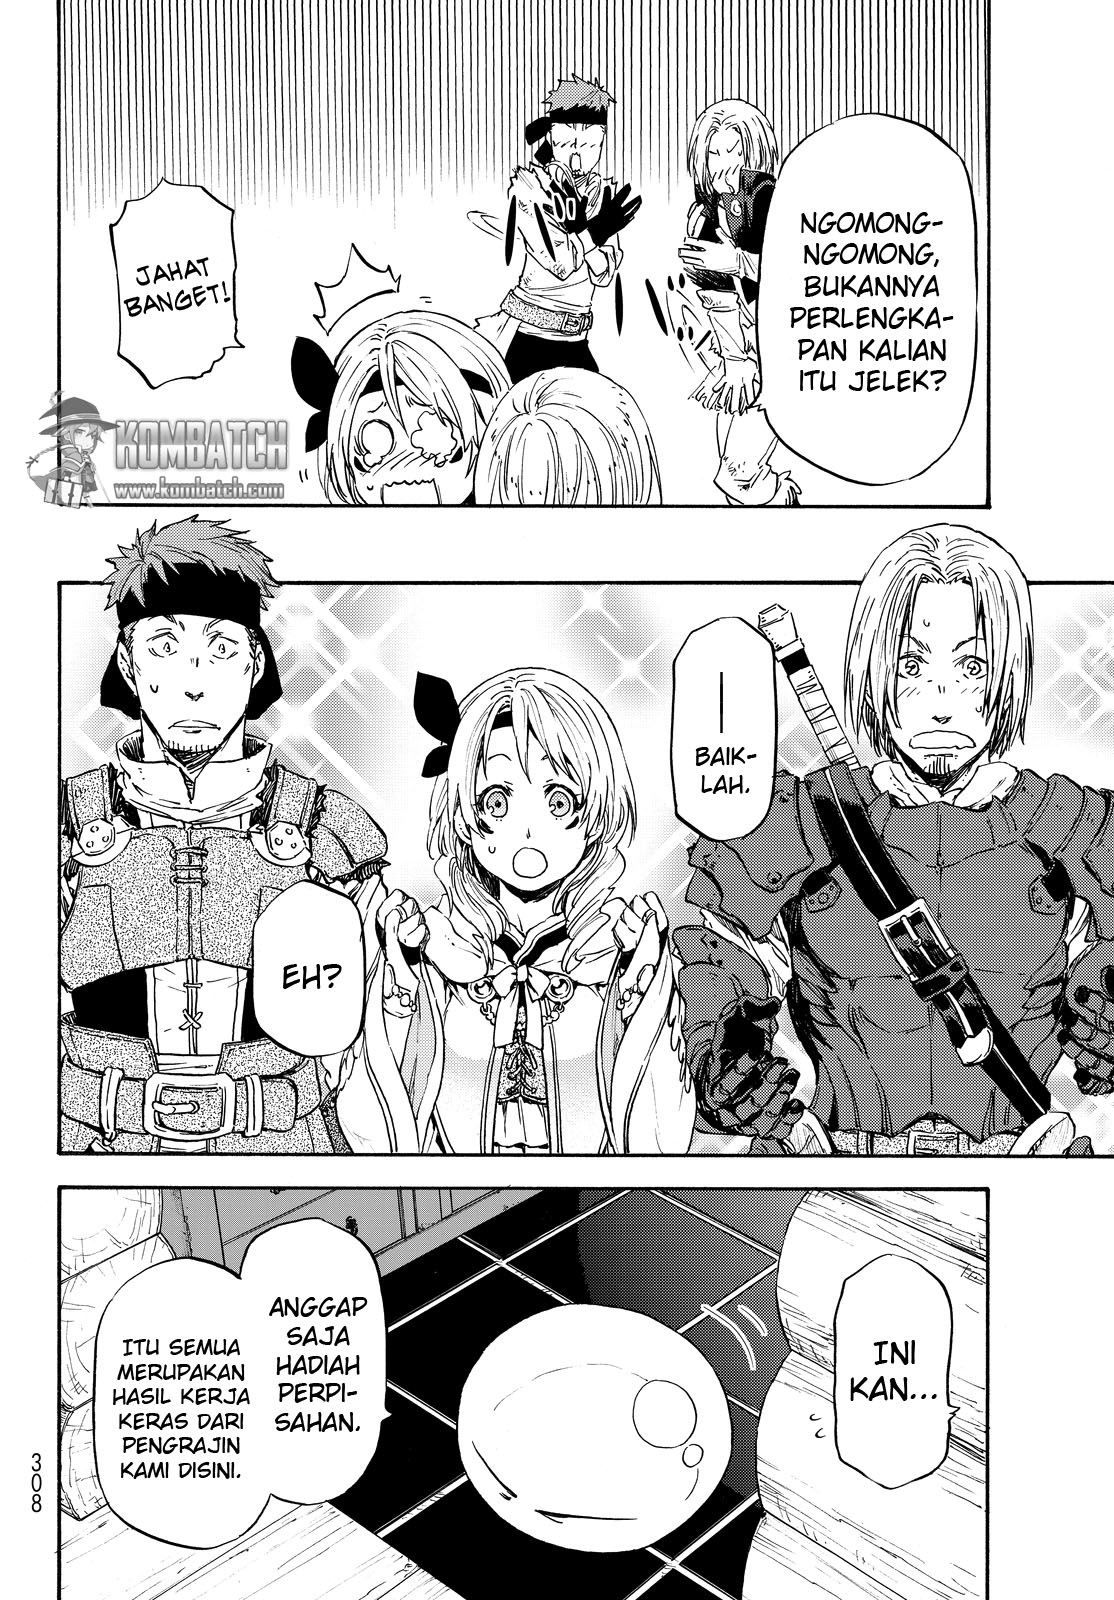 NGOMONG-
NGOMONG,
BUKANNYA
PERLENGKA-
PAN KALIAN
ITU JELEK?
JAHAT
BANGET!
KOMBATCH
www.kombatch.com
BAIK-
LAH.
EH?
INI
KAN...
ANGGAP
SAJA
HADIAH
PERPI-
SAHAN.
ITU SEMUA
MERUPAKAN
HASIL KERJA
KERAS DARI
PENGRAJIN
KAMI DISINI.
308